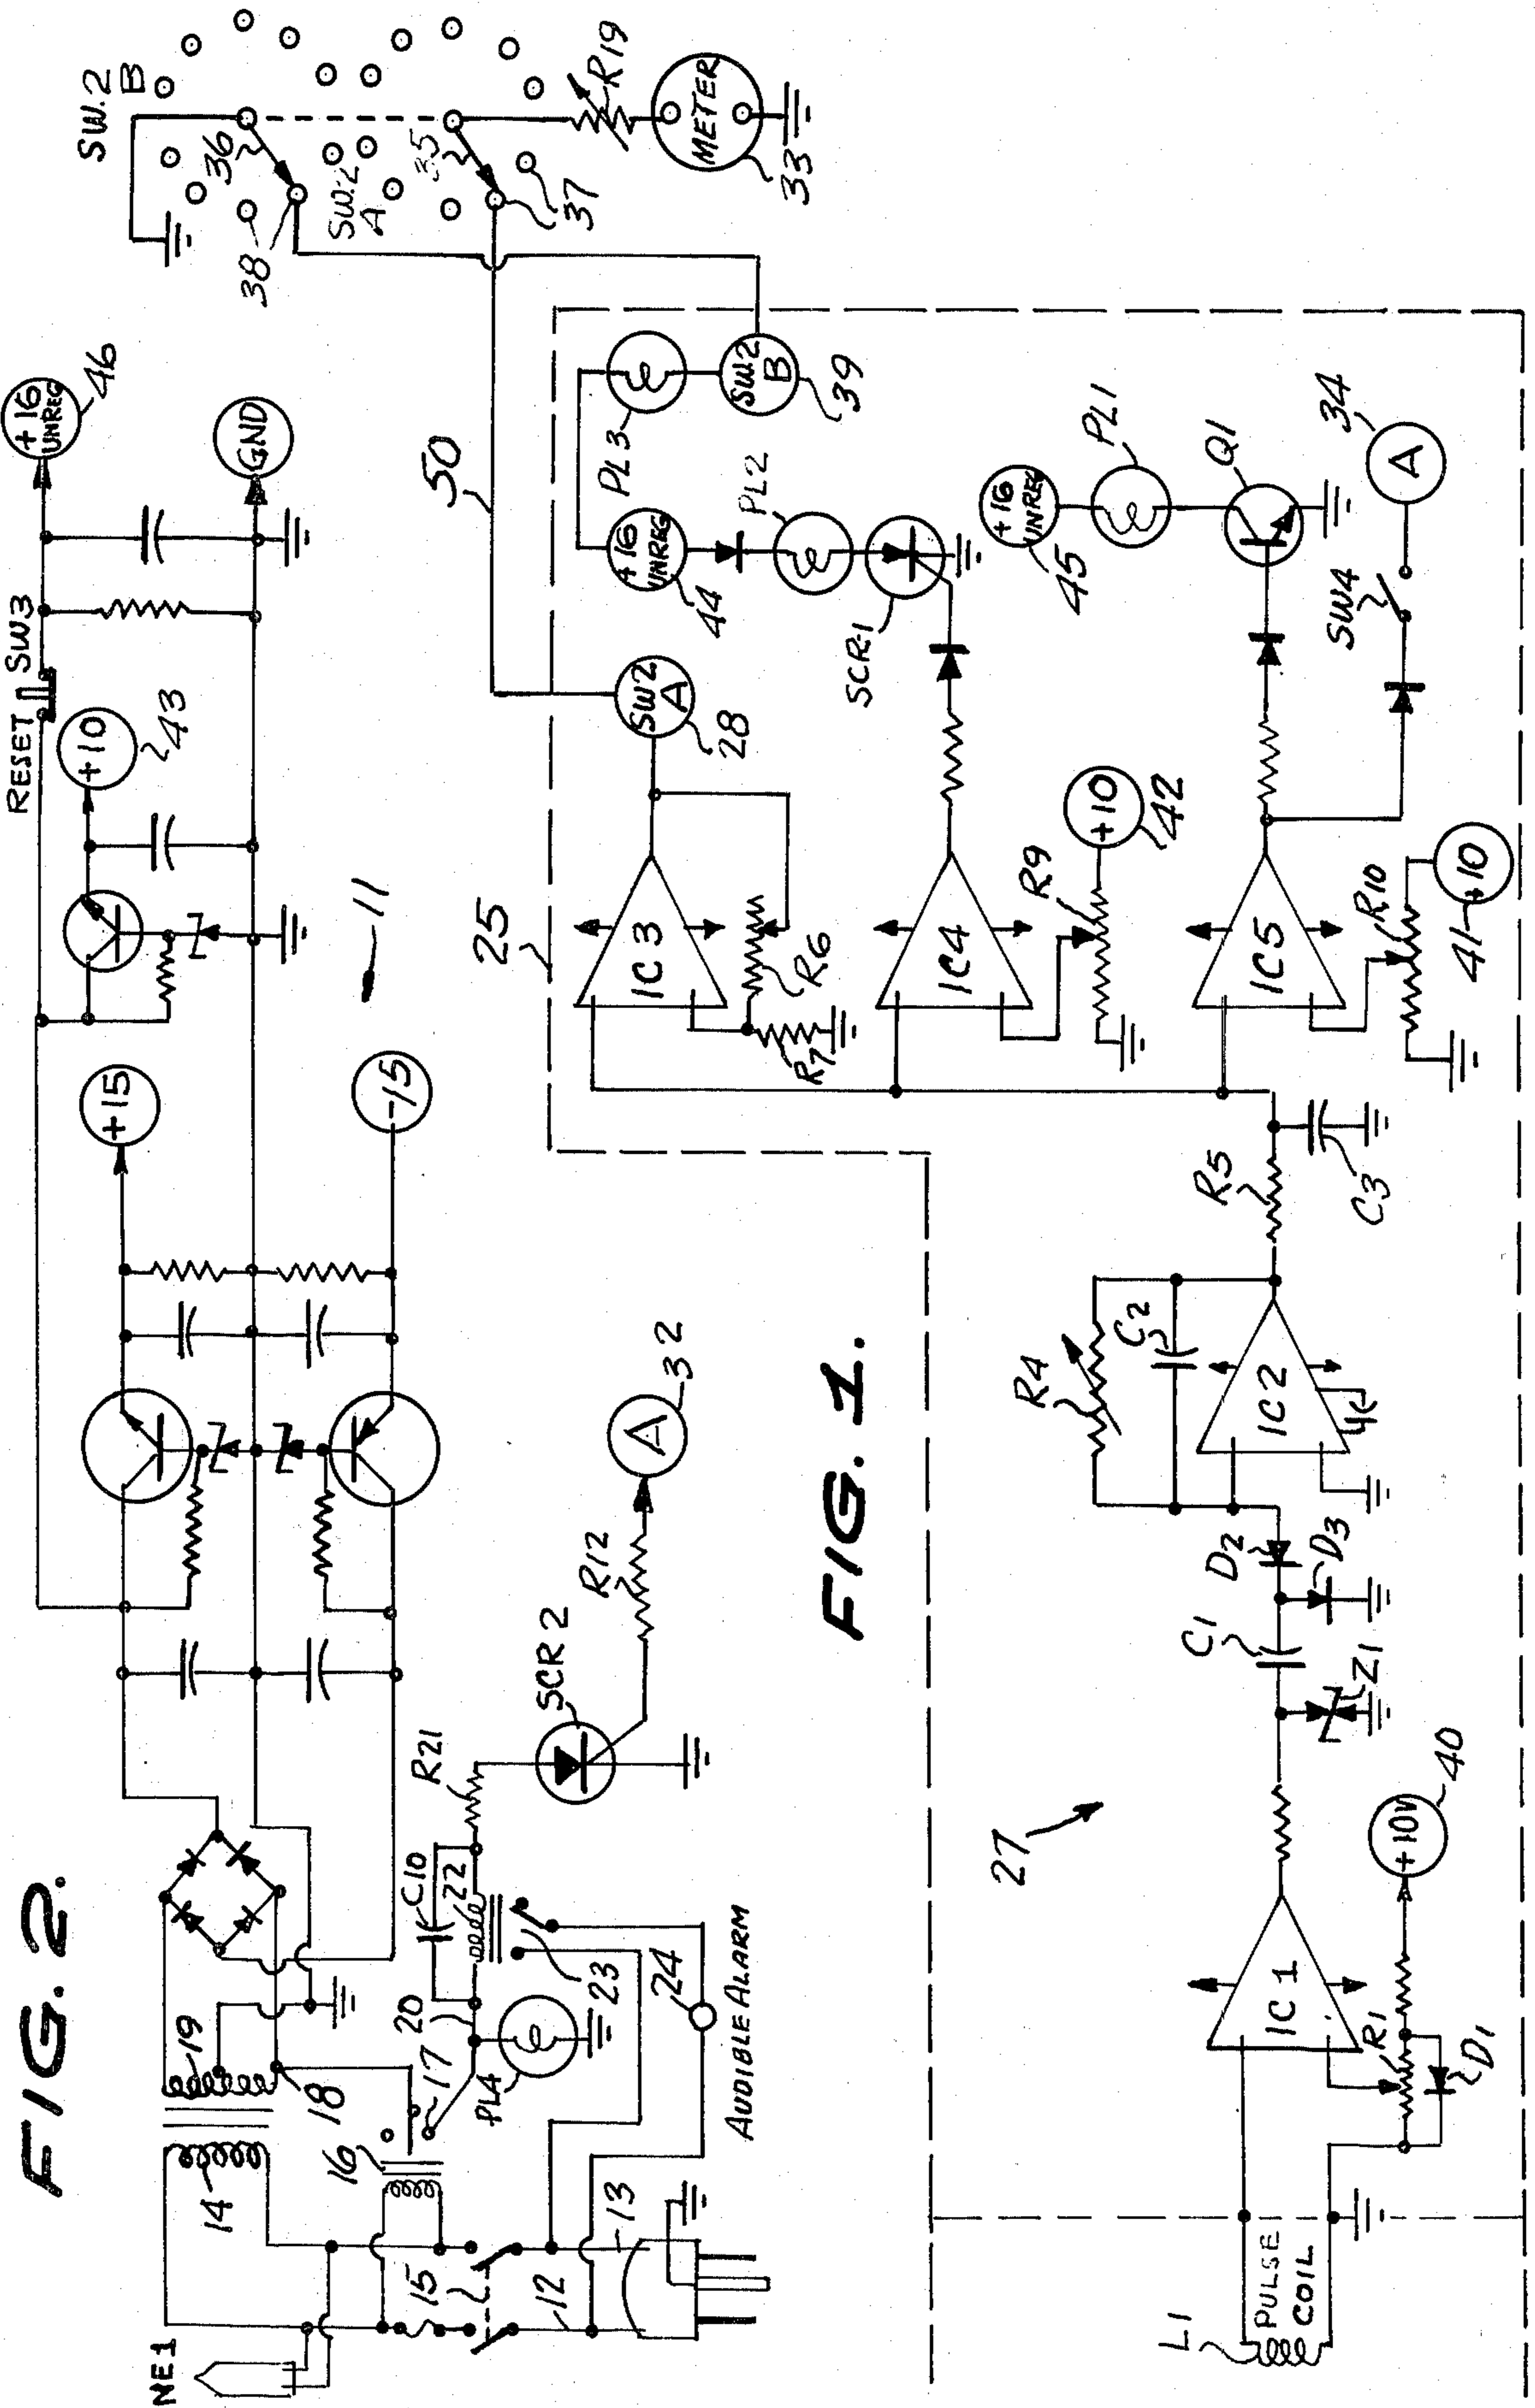 FIG. 2.
NE1
14
19
18
16
17
15
12
13
20
PL4
C10
22
23
24
AUDIBLE ALARM
R21
SCR2
R12
A
32
+15
-15
11
+10
43
RESET SW3
+16
UNREG
46
GND
SW.2
B
36
38
SW.2
A
35
37
R19
METER
33
FIG. 1.
50
25
27
L1
PULSE
COIL
IC1
R1
D1
+10V
40
Z1
C1
D2
D3
R4
C2
IC2
R5
C3
IC3
R6
R7
SW2
A
28
IC4
R9
+10
42
IC5
R10
+10
41
SCR-1
PL2
+16
UNREG
44
PL3
SW2
B
39
+16
UNREG
45
PL1
Q1
SW4
A
34